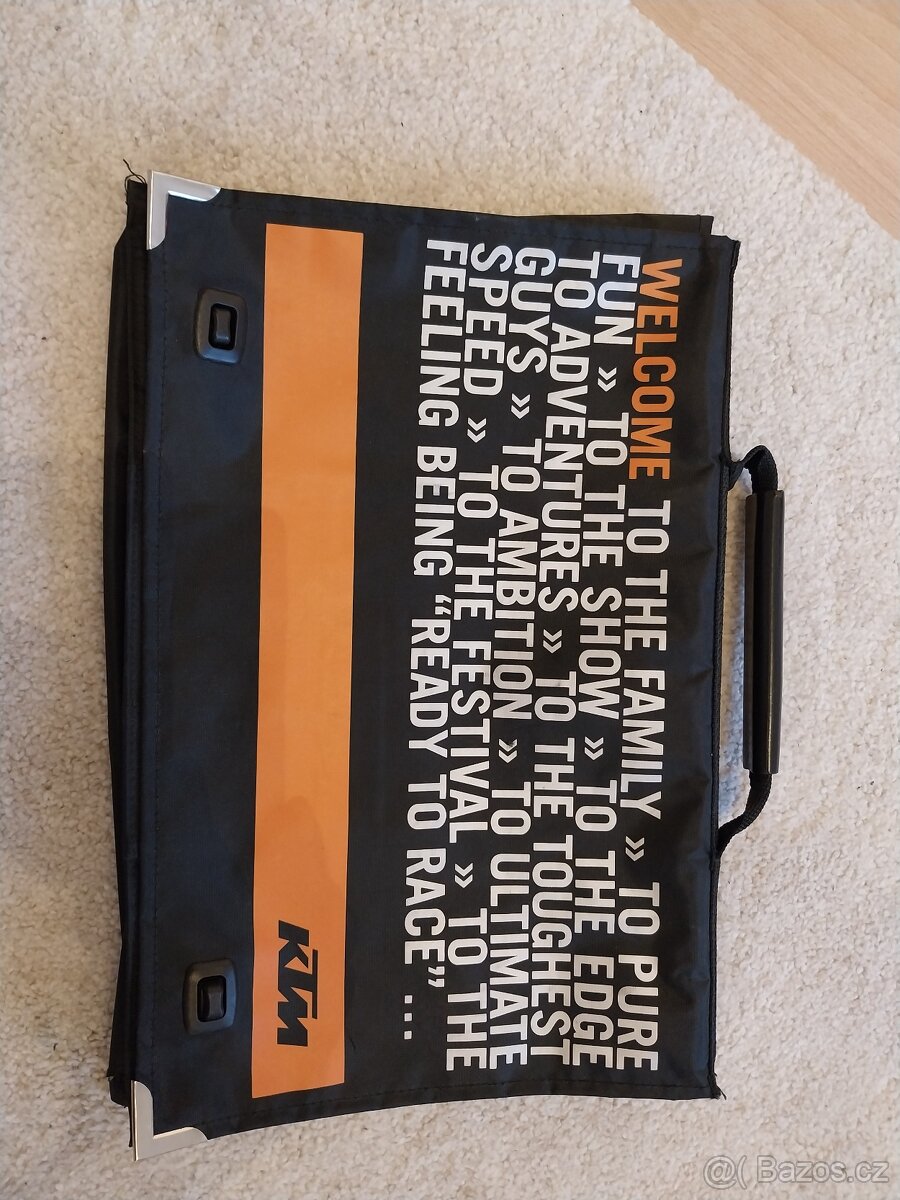 WELCOME TO THE FAMILY » TO PURE
FUN » TO THE SHOW » TO THE EDGE
TO ADVENTURES » TO THE TOUGHEST
GUYS » TO AMBITION » TO ULTIMATE
SPEED » TO THE FESTIVAL » TO THE
FEELING BEING “READY TO RACE” ...
KTM
@( Bazos.cz